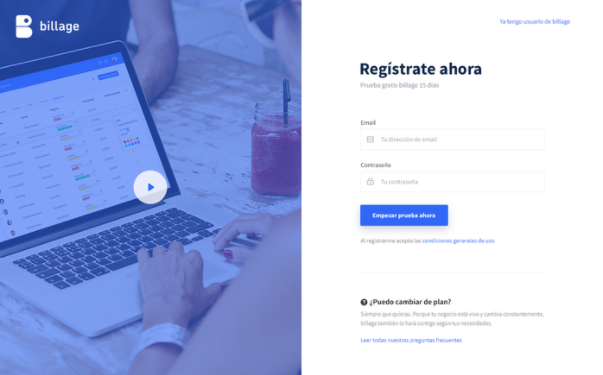 billage
Ya tengo usuario de billage
Regístrate ahora
Prueba gratis billage 15 días
Email
Tu dirección de email
Contraseña
Tu contraseña
Empezar prueba ahora
Al registrarme acepto las condiciones generales de uso
¿Puedo cambiar de plan?
Siempre que quieras. Porque tu negocio está vivo y cambia constantemente,
billage también lo hará contigo según tus necesidades.
Leer todas nuestras preguntas frecuentes